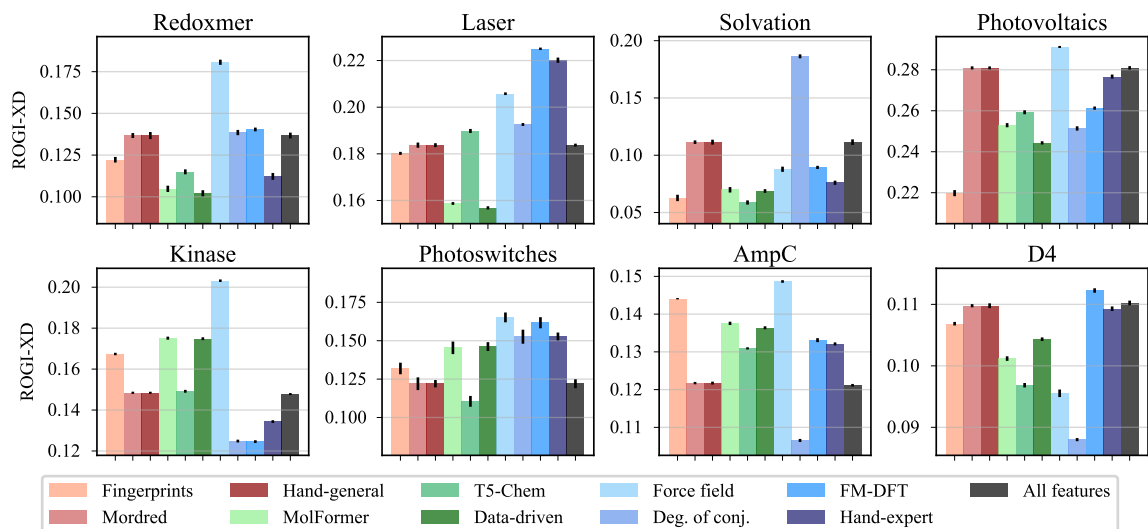 Redoxmer
Laser
Solvation
Photovoltaics
ROGI-XD
0.175
0.150
0.125
0.100
0.22
0.20
0.18
0.16
0.20
0.15
0.10
0.05
0.28
0.26
0.24
0.22
Kinase
Photoswitches
AmpC
D4
ROGI-XD
0.20
0.18
0.16
0.14
0.12
0.175
0.150
0.125
0.100
0.15
0.14
0.13
0.12
0.11
0.11
0.10
0.09
Fingerprints
Hand-general
T5-Chem
Force field
FM-DFT
All features
Mordred
MolFormer
Data-driven
Deg. of conj.
Hand-expert